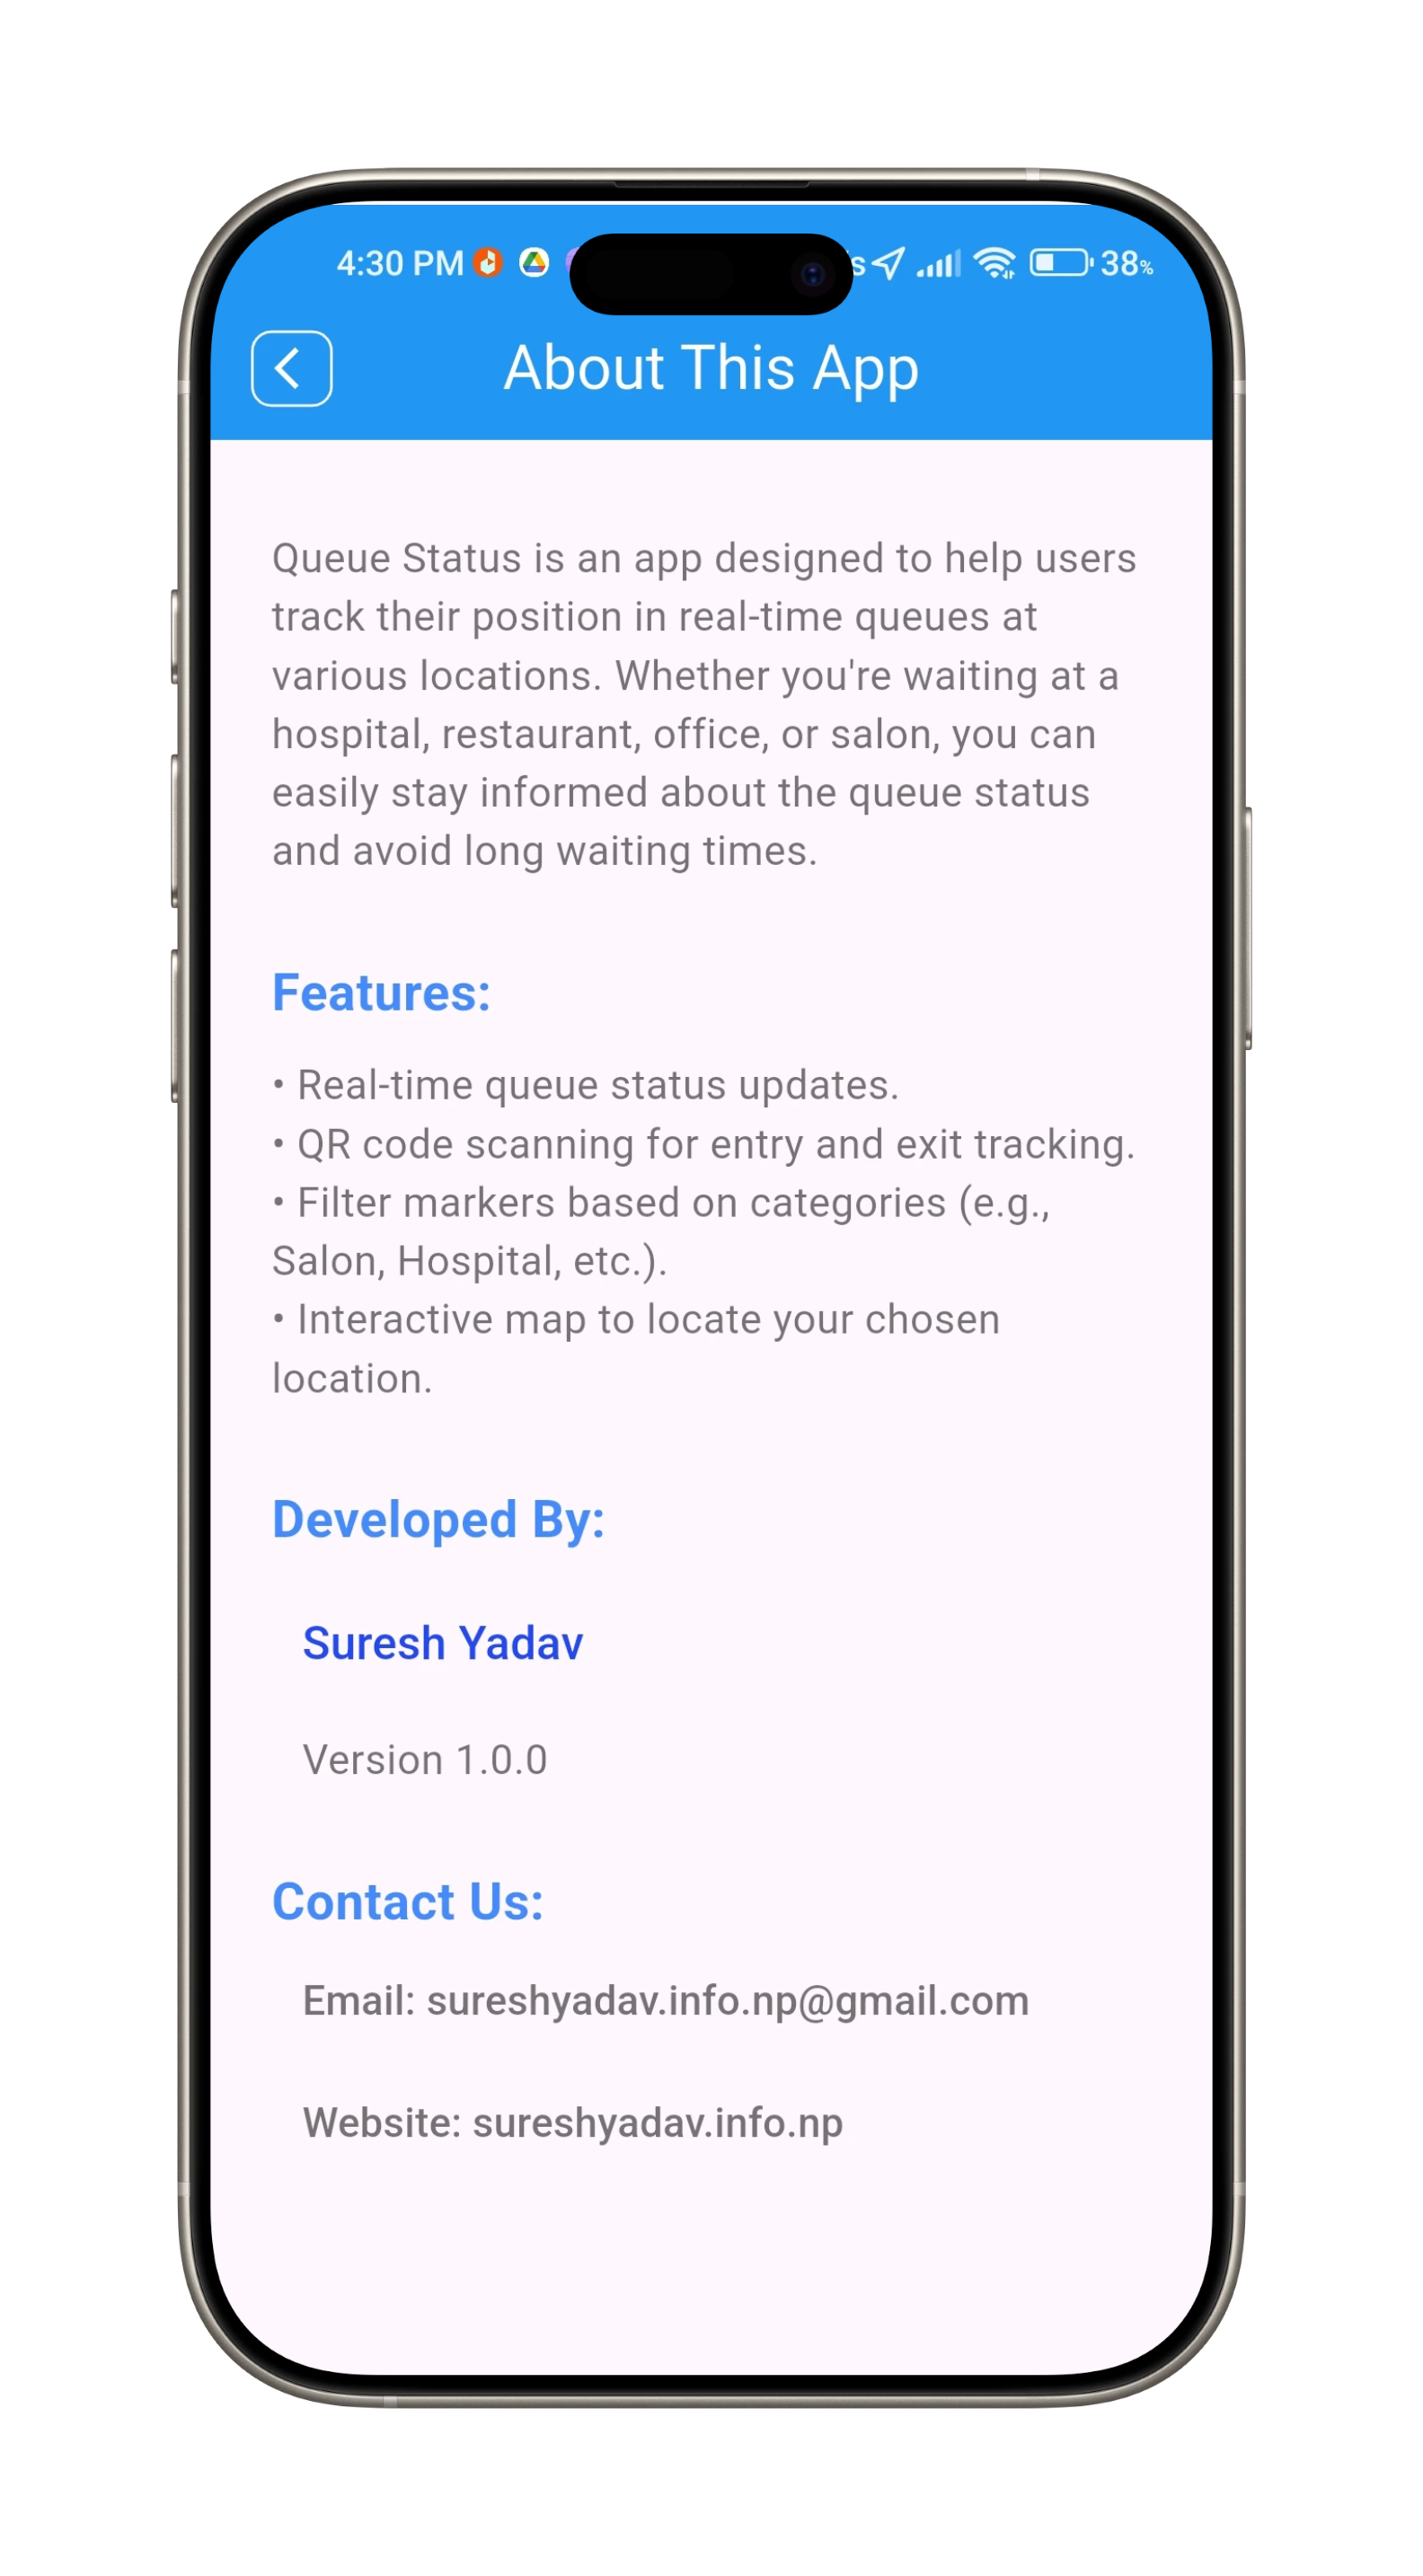 4:30 PM
38%
About This App
Queue Status is an app designed to help users
track their position in real-time queues at
various locations. Whether you're waiting at a
hospital, restaurant, office, or salon, you can
easily stay informed about the queue status
and avoid long waiting times.
Features:
• Real-time queue status updates.
• QR code scanning for entry and exit tracking.
• Filter markers based on categories (e.g.,
Salon, Hospital, etc.).
• Interactive map to locate your chosen
location.
Developed By:
Suresh Yadav
Version 1.0.0
Contact Us:
Email: sureshyadav.info.np@gmail.com
Website: sureshyadav.info.np